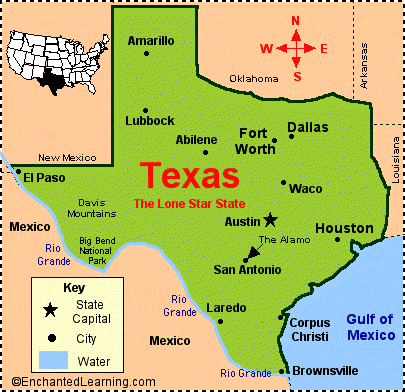 N
W E
S
Amarillo
Oklahoma
Arkansas
Lubbock
Abilene
Fort
Worth
Dallas
Louisiana
New Mexico
El Paso
Texas
The Lone Star State
Waco
Davis
Mountains
Austin
Houston
Mexico
The Alamo
Big Bend
National
Park
Rio
Grande
San Antonio
Key
State
Capital
City
Water
Rio
Grande
Laredo
Corpus
Christi
Gulf of
Mexico
Mexico
Rio Grande
Brownsville
©EnchantedLearning.com